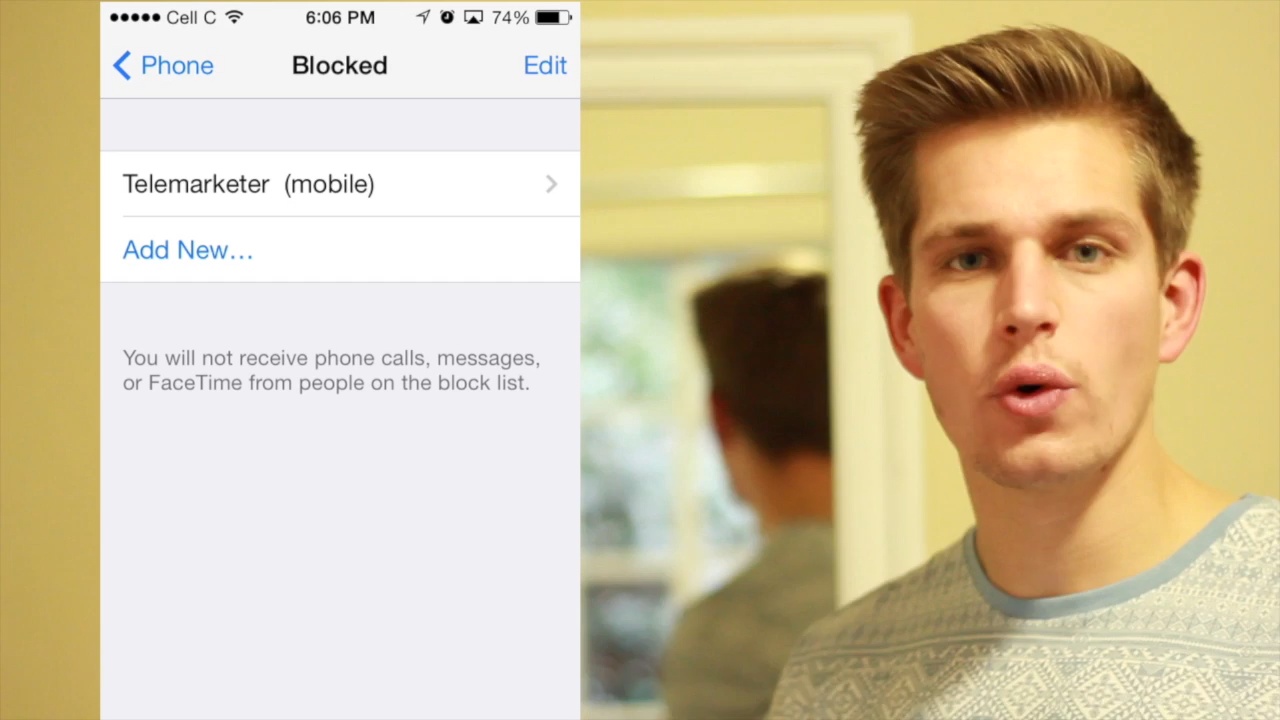 Cell C 6:06 PM 74%
Phone Blocked Edit
Telemarketer (mobile)
Add New...
You will not receive phone calls, messages,
or FaceTime from people on the block list.